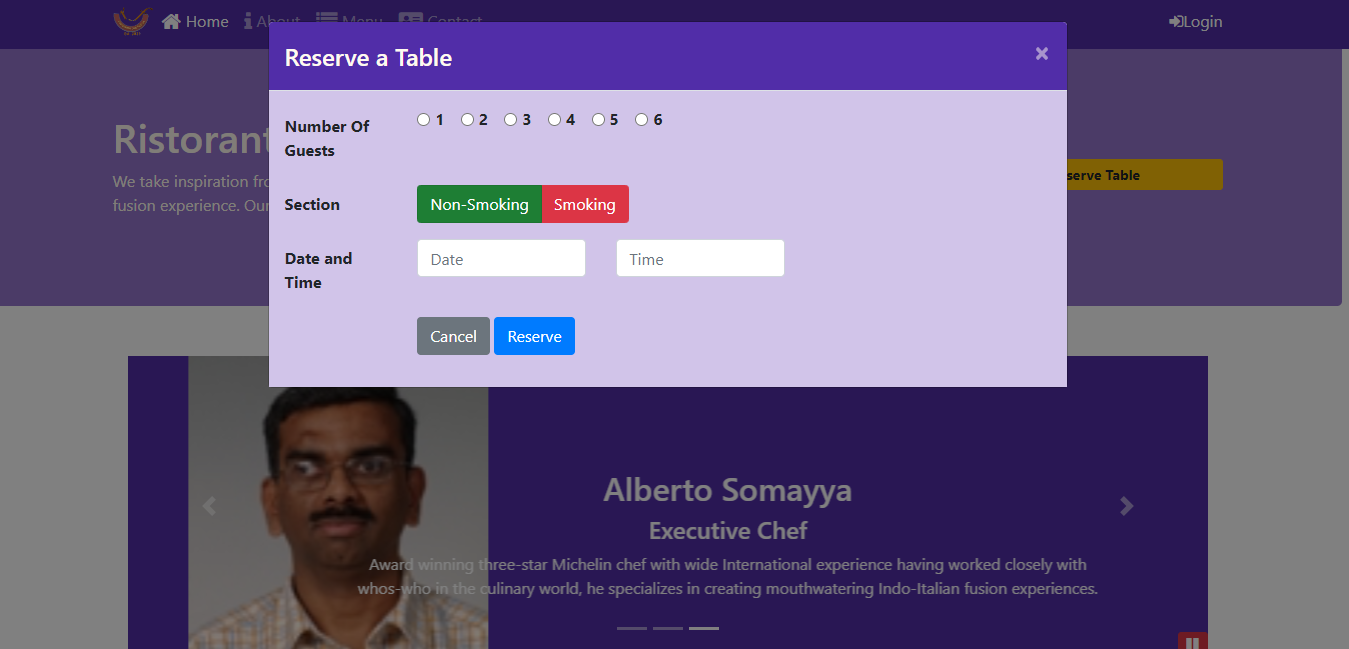 Home About Menu Contact Login
Reserve a Table ×
Number Of Guests
1 2 3 4 5 6
Section
Non-Smoking Smoking
Date and Time
Date Time
Cancel Reserve
Ristorant
We take inspiration fro
fusion experience. Our
serve Table
Alberto Somayya
Executive Chef
Award winning three-star Michelin chef with wide International experience having worked closely with
whos-who in the culinary world, he specializes in creating mouthwatering Indo-Italian fusion experiences.